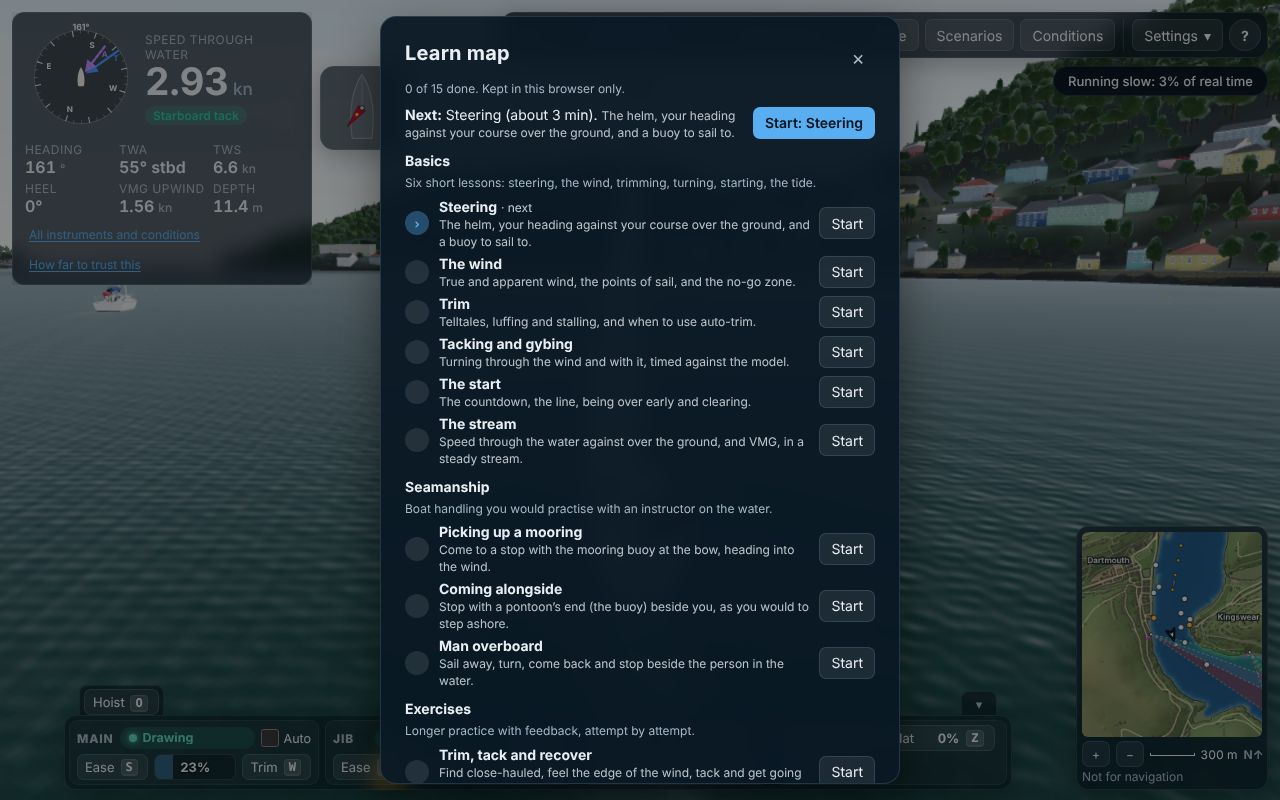 161°
S
A
T
E
W
N
SPEED THROUGH
WATER
2.93 kn
Starboard tack
HEADING
161 °
TWA
55° stbd
TWS
6.6 kn
HEEL
0°
VMG UPWIND
1.56 kn
DEPTH
11.4 m
All instruments and conditions
How far to trust this
Scenarios
Conditions
Settings ▾
?
Running slow: 3% of real time
Learn map
×
0 of 15 done. Kept in this browser only.
Next: Steering (about 3 min). The helm, your heading
against your course over the ground, and a buoy to sail to.
Start: Steering
Basics
Six short lessons: steering, the wind, trimming, turning, starting, the tide.
›
Steering · next
The helm, your heading against your course over the ground, and
a buoy to sail to.
Start
The wind
True and apparent wind, the points of sail, and the no-go zone.
Start
Trim
Telltales, luffing and stalling, and when to use auto-trim.
Start
Tacking and gybing
Turning through the wind and with it, timed against the model.
Start
The start
The countdown, the line, being over early and clearing.
Start
The stream
Speed through the water against over the ground, and VMG, in a
steady stream.
Start
Seamanship
Boat handling you would practise with an instructor on the water.
Picking up a mooring
Come to a stop with the mooring buoy at the bow, heading into
the wind.
Start
Coming alongside
Stop with a pontoon’s end (the buoy) beside you, as you would to
step ashore.
Start
Man overboard
Sail away, turn, come back and stop beside the person in the
water.
Start
Exercises
Longer practice with feedback, attempt by attempt.
Trim, tack and recover
Find close-hauled, feel the edge of the wind, tack and get going
Start
Hoist 0
MAIN
Drawing
Auto
Ease S
23%
Trim W
JIB
Ease
▾
0% Z
Dartmouth
Kingswear
+
−
300 m N↑
Not for navigation